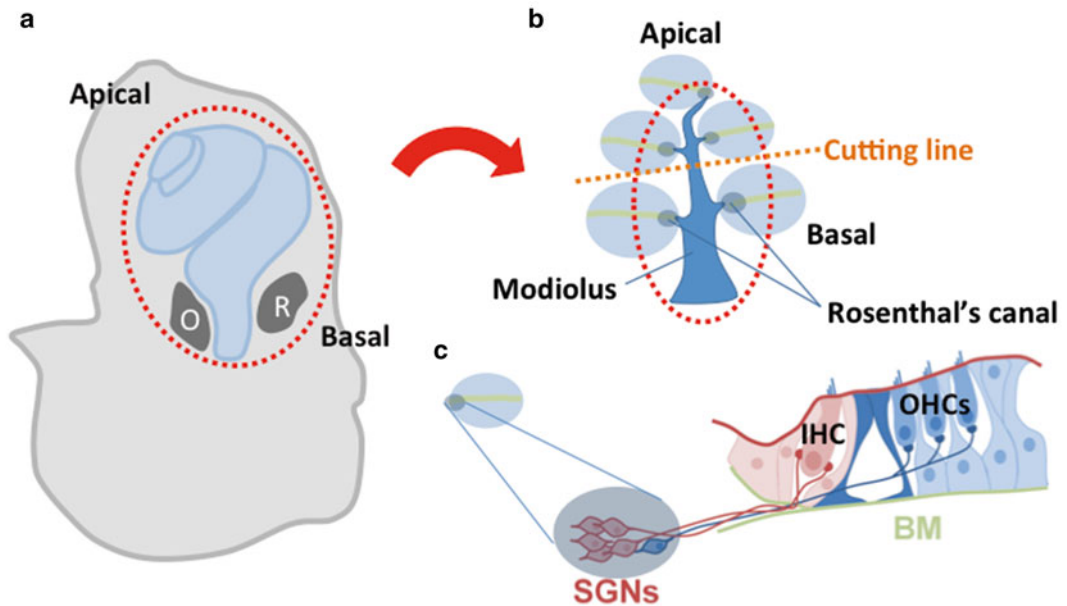 a
Apical
O
R
Basal
b
Apical
Cutting line
Basal
Modiolus
Rosenthal's canal
c
IHC
OHCs
BM
SGNs